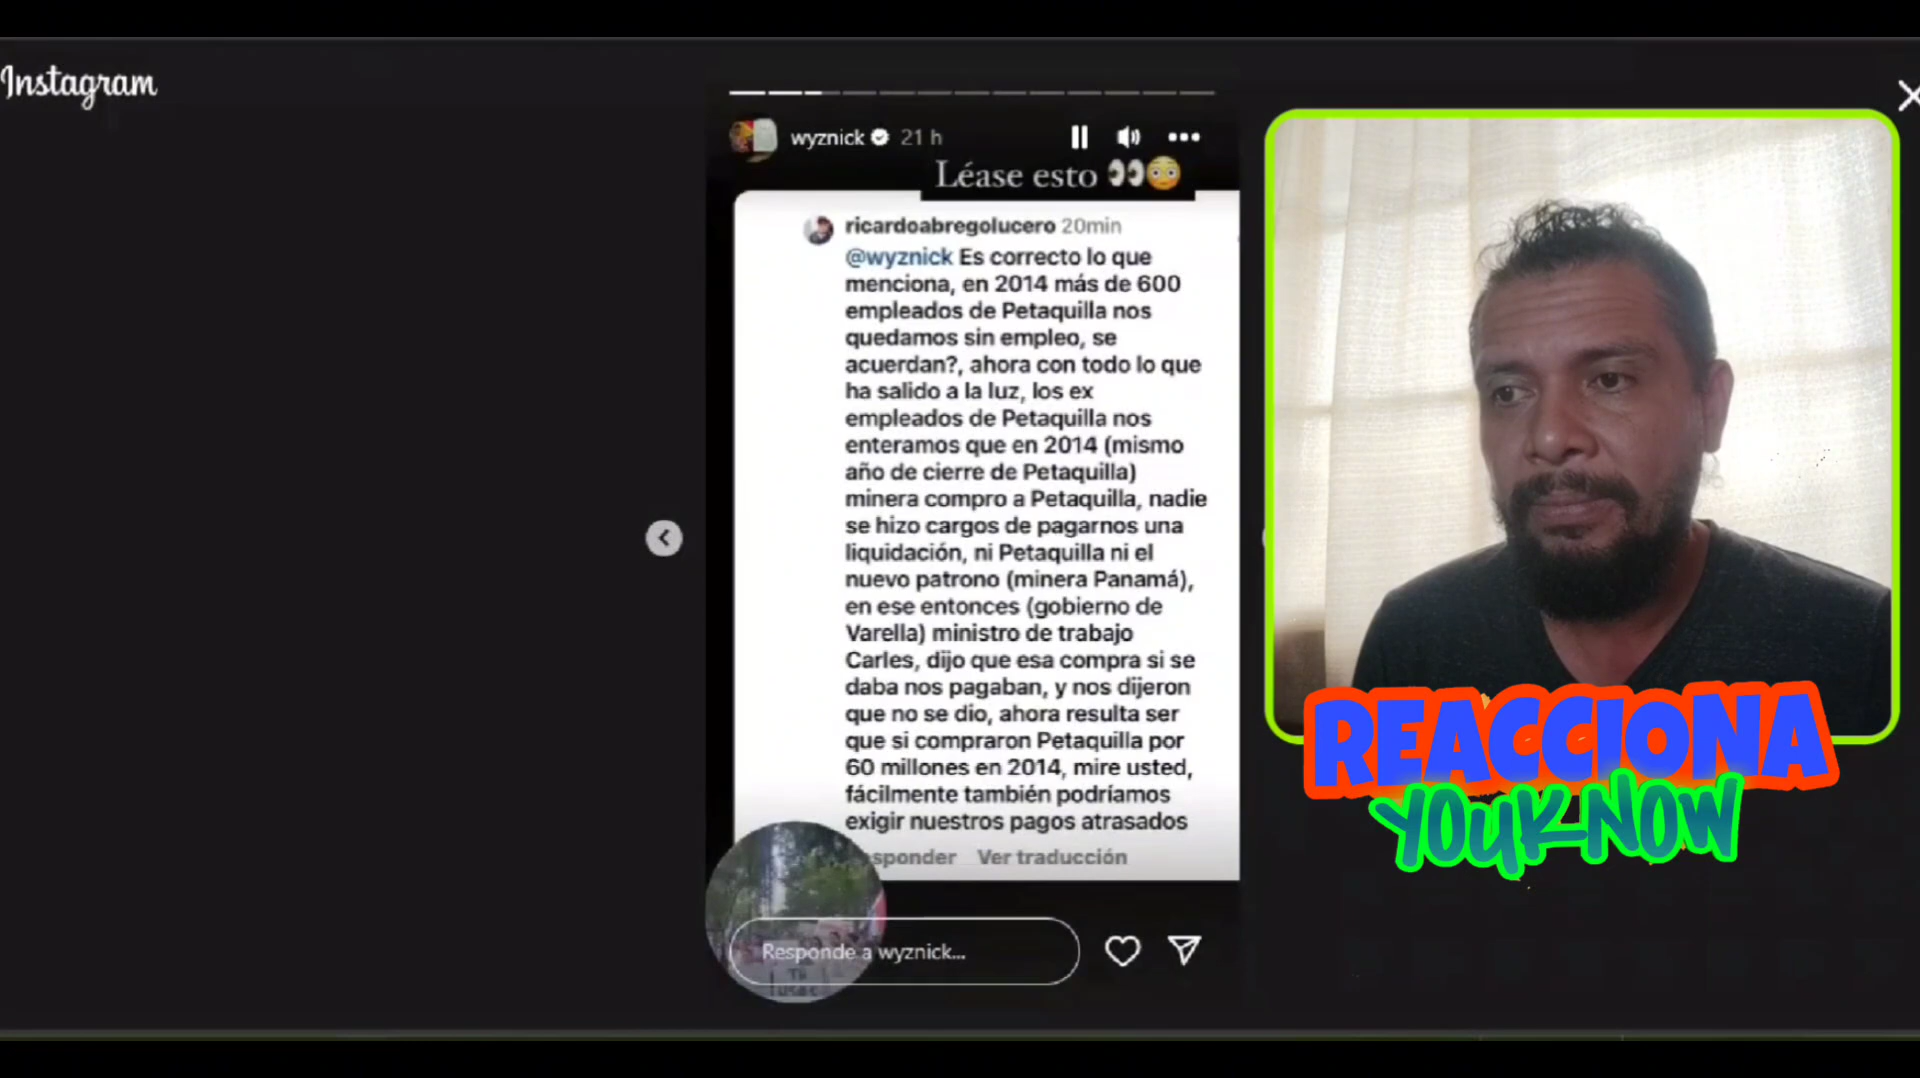 Instagram
wyznick 21 h
Léase esto
ricardoabregolucero 20min
@wyznick Es correcto lo que
menciona, en 2014 más de 600
empleados de Petaquilla nos
quedamos sin empleo, se
acuerdan?, ahora con todo lo que
ha salido a la luz, los ex
empleados de Petaquilla nos
enteramos que en 2014 (mismo
año de cierre de Petaquilla)
minera compro a Petaquilla, nadie
se hizo cargos de pagarnos una
liquidación, ni Petaquilla ni el
nuevo patrono (minera Panamá),
en ese entonces (gobierno de
Varella) ministro de trabajo
Carles, dijo que esa compra si se
daba nos pagaban, y nos dijeron
que no se dio, ahora resulta ser
que si compraron Petaquilla por
60 millones en 2014, mire usted,
fácilmente también podríamos
exigir nuestros pagos atrasados
sponder Ver traducción
Responde a wyznick...
REACCIONA
YOUKNOW